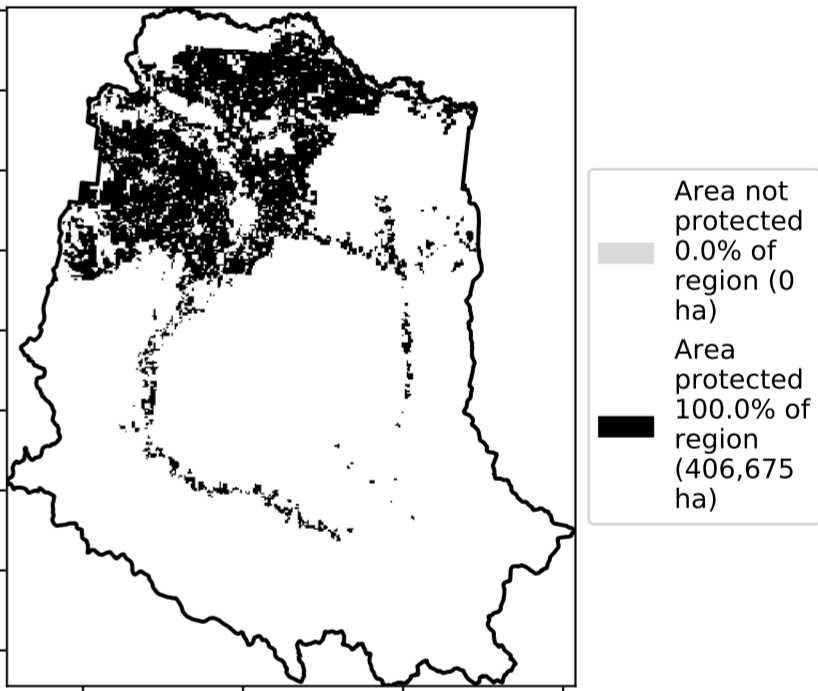 Area not
protected
0.0% of
region (0
ha)
Area
protected
100.0% of
region
(406,675
ha)